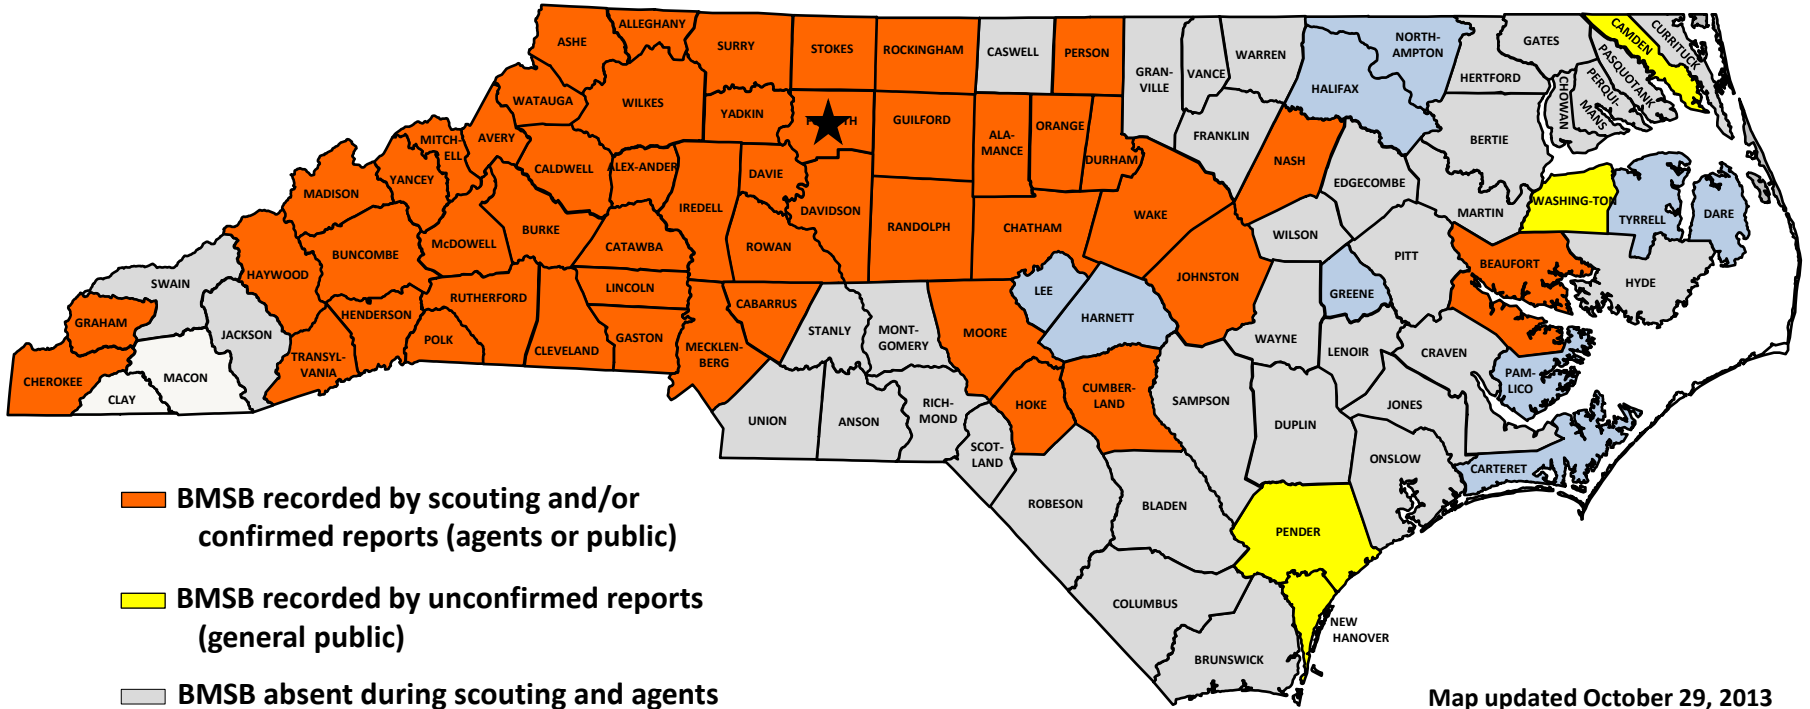 ALLEGHANY
ASHE
SURRY
STOKES
ROCKINGHAM
CASWELL
PERSON
GRAN-
VILLE
VANCE
WARREN
NORTH-
AMPTON
HALIFAX
HERTFORD
GATES
CAMDEN
CURRITUCK
PASQUOTANK
PERQUI-
MANS
CHOWAN
WATAUGA
WILKES
YADKIN
GUILFORD
ALA-
MANCE
ORANGE
DURHAM
FRANKLIN
NASH
BERTIE
MITCH-
ELL
AVERY
CALDWELL
ALEX-ANDER
DAVIE
IREDELL
YANCEY
MADISON
DAVIDSON
RANDOLPH
CHATHAM
WAKE
EDGECOMBE
MARTIN
WASHING-TON
TYRRELL
DARE
BUNCOMBE
McDOWELL
BURKE
CATAWBA
ROWAN
WILSON
PITT
BEAUFORT
HYDE
HAYWOOD
SWAIN
RUTHERFORD
LINCOLN
CABARRUS
JOHNSTON
LEE
HARNETT
GREENE
GRAHAM
JACKSON
HENDERSON
POLK
CLEVELAND
GASTON
MECKLEN-
BERG
STANLY
MONT-
GOMERY
MOORE
WAYNE
LENOIR
CRAVEN
PAM-
LICO
CHEROKEE
CLAY
MACON
TRANSYL-
VANIA
UNION
ANSON
RICH-
MOND
HOKE
CUMBER-
LAND
SAMPSON
DUPLIN
JONES
SCOT-
LAND
ONSLOW
CARTERET
ROBESON
BLADEN
PENDER
COLUMBUS
BRUNSWICK
NEW
HANOVER
BMSB recorded by scouting and/or
confirmed reports (agents or public)
BMSB recorded by unconfirmed reports
(general public)
BMSB absent during scouting and agents
Map updated October 29, 2013